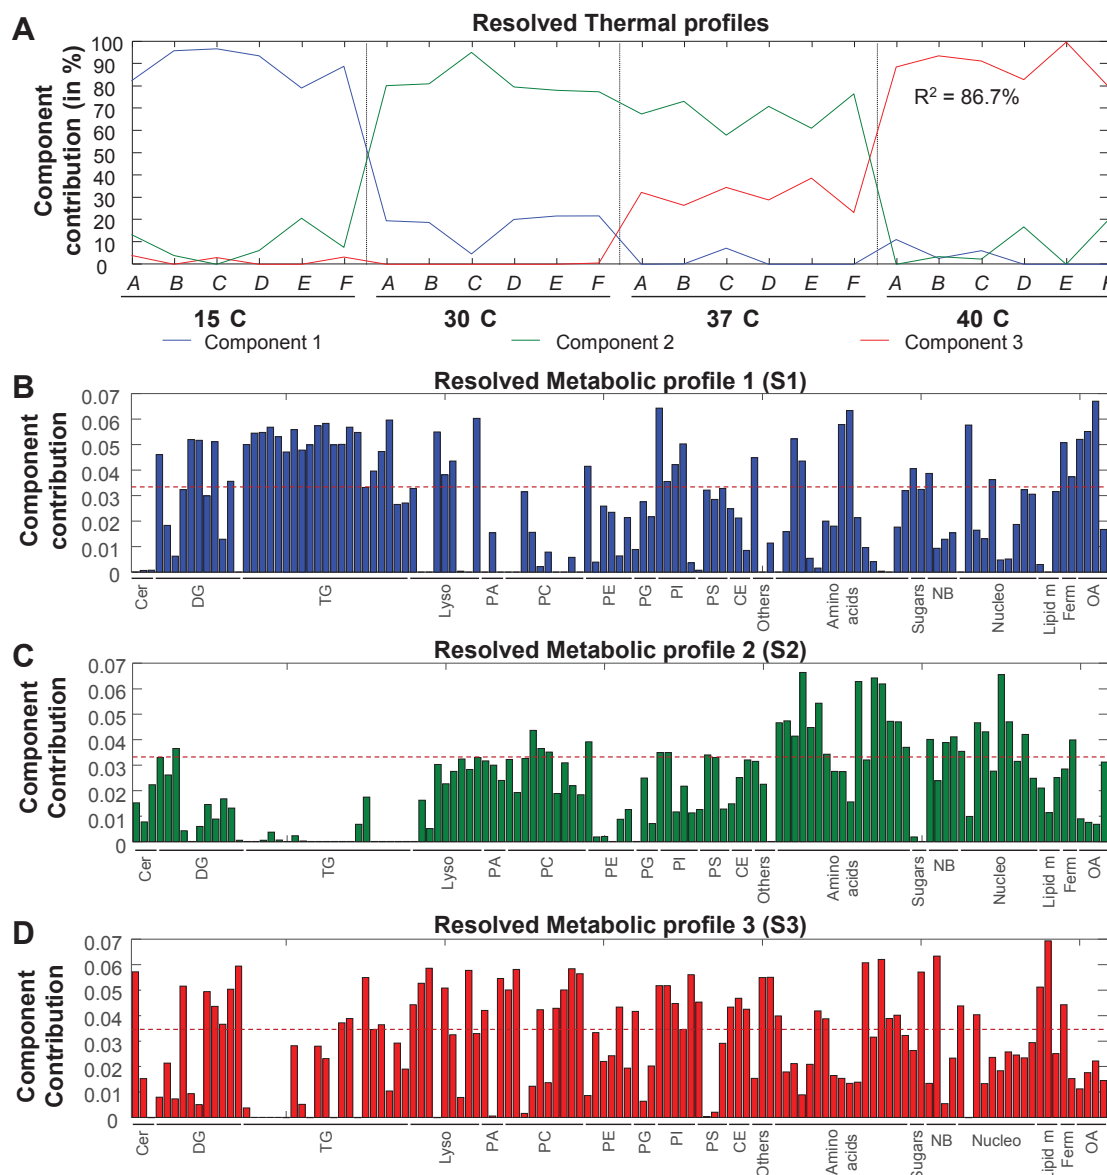 A
Resolved Thermal profiles
Component
contribution (in %)
100
90
80
70
60
50
40
30
20
10
0
R² = 86.7%
A B C D E F A B C D E F A B C D E F A B C D E F
15 C 30 C 37 C 40 C
Component 1 Component 2 Component 3
B
Resolved Metabolic profile 1 (S1)
Component
contribution
0.07
0.06
0.05
0.04
0.03
0.02
0.01
0
Cer DG TG Lyso PA PC PE PG PI PS CE Others Amino acids Sugars NB Nucleo Lipid m Ferm OA
C
Resolved Metabolic profile 2 (S2)
Component
Contribution
0.07
0.06
0.05
0.04
0.03
0.02
0.01
0
Cer DG TG Lyso PA PC PE PG PI PS CE Others Amino acids Sugars NB Nucleo Lipid m Ferm OA
D
Resolved Metabolic profile 3 (S3)
Component
Contribution
0.07
0.06
0.05
0.04
0.03
0.02
0.01
0
Cer DG TG Lyso PA PC PE PG PI PS CE Others Amino acids Sugars NB Nucleo Lipid m Ferm OA